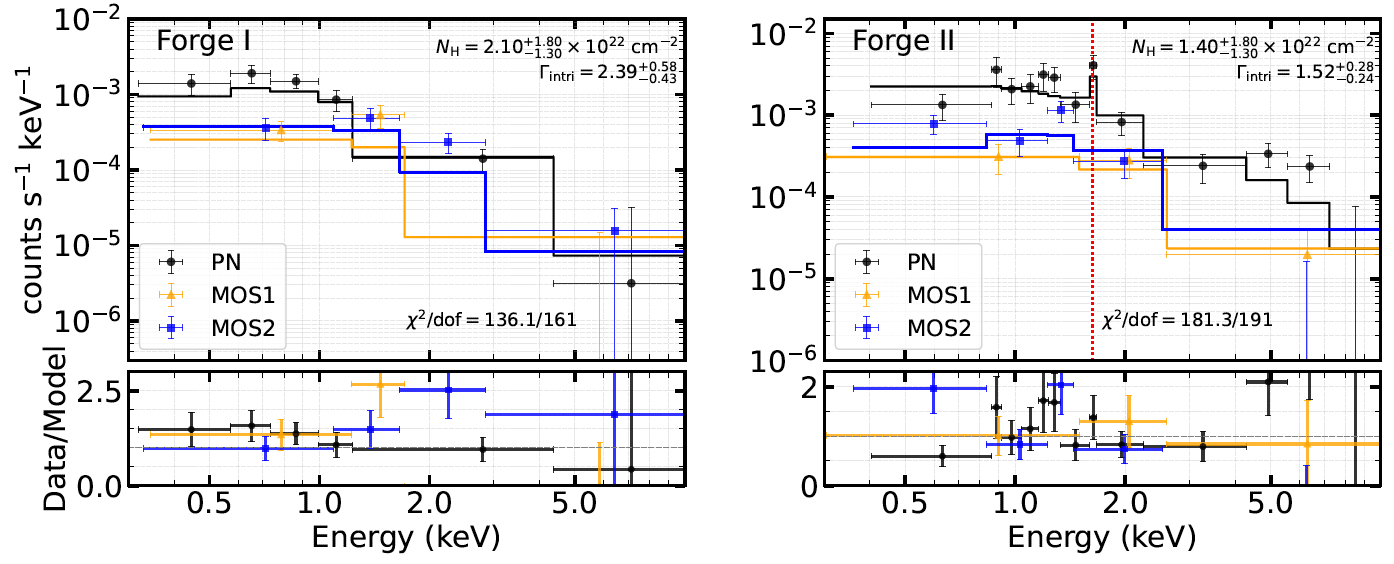 Forge I
N_H = 2.10^{+1.80}_{-1.30} × 10^{22} cm^{-2}
Γ_intri = 2.39^{+0.58}_{-0.43}
10^{-2}
10^{-3}
10^{-4}
10^{-5}
10^{-6}
counts s^{-1} keV^{-1}
PN
MOS1
MOS2
χ^2/dof = 136.1/161
2.5
0.0
Data/Model
0.5
1.0
2.0
5.0
Energy (keV)
Forge II
N_H = 1.40^{+1.80}_{-1.30} × 10^{22} cm^{-2}
Γ_intri = 1.52^{+0.28}_{-0.24}
10^{-2}
10^{-3}
10^{-4}
10^{-5}
10^{-6}
PN
MOS1
MOS2
χ^2/dof = 181.3/191
2
0
0.5
1.0
2.0
5.0
Energy (keV)